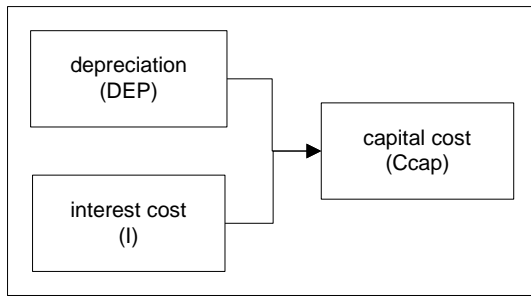 depreciation
(DEP)
interest cost
(I)
capital cost
(Ccap)